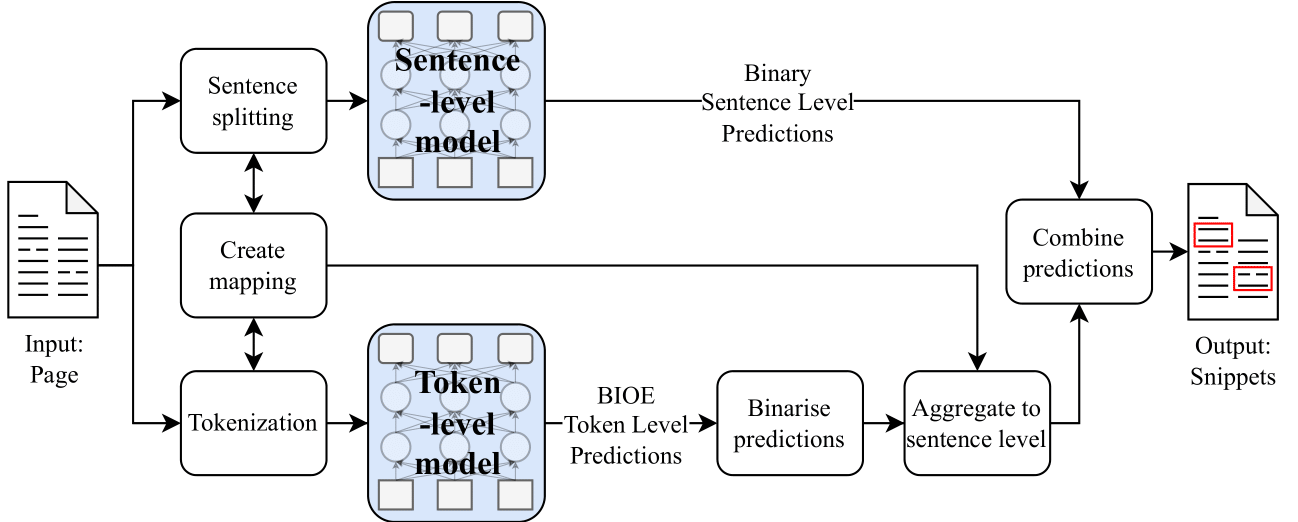 Input:
Page
Sentence
splitting
Create
mapping
Tokenization
Sentence
-level
model
Token
-level
model
Binary
Sentence Level
Predictions
BIOE
Token Level
Predictions
Binarise
predictions
Aggregate to
sentence level
Combine
predictions
Output:
Snippets